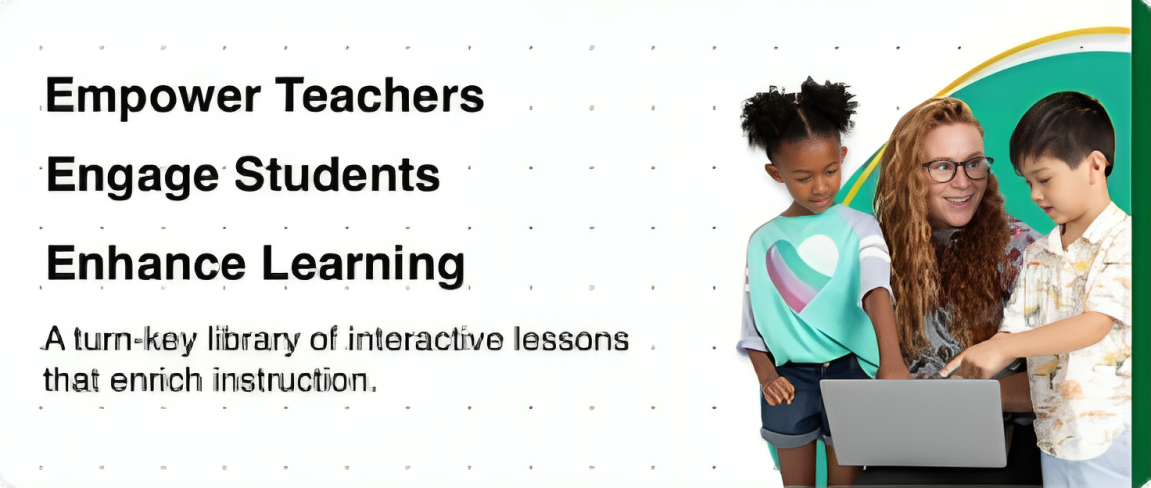 Empower Teachers
Engage Students
Enhance Learning
A turn-key library of interactive lessons
that enrich instruction.